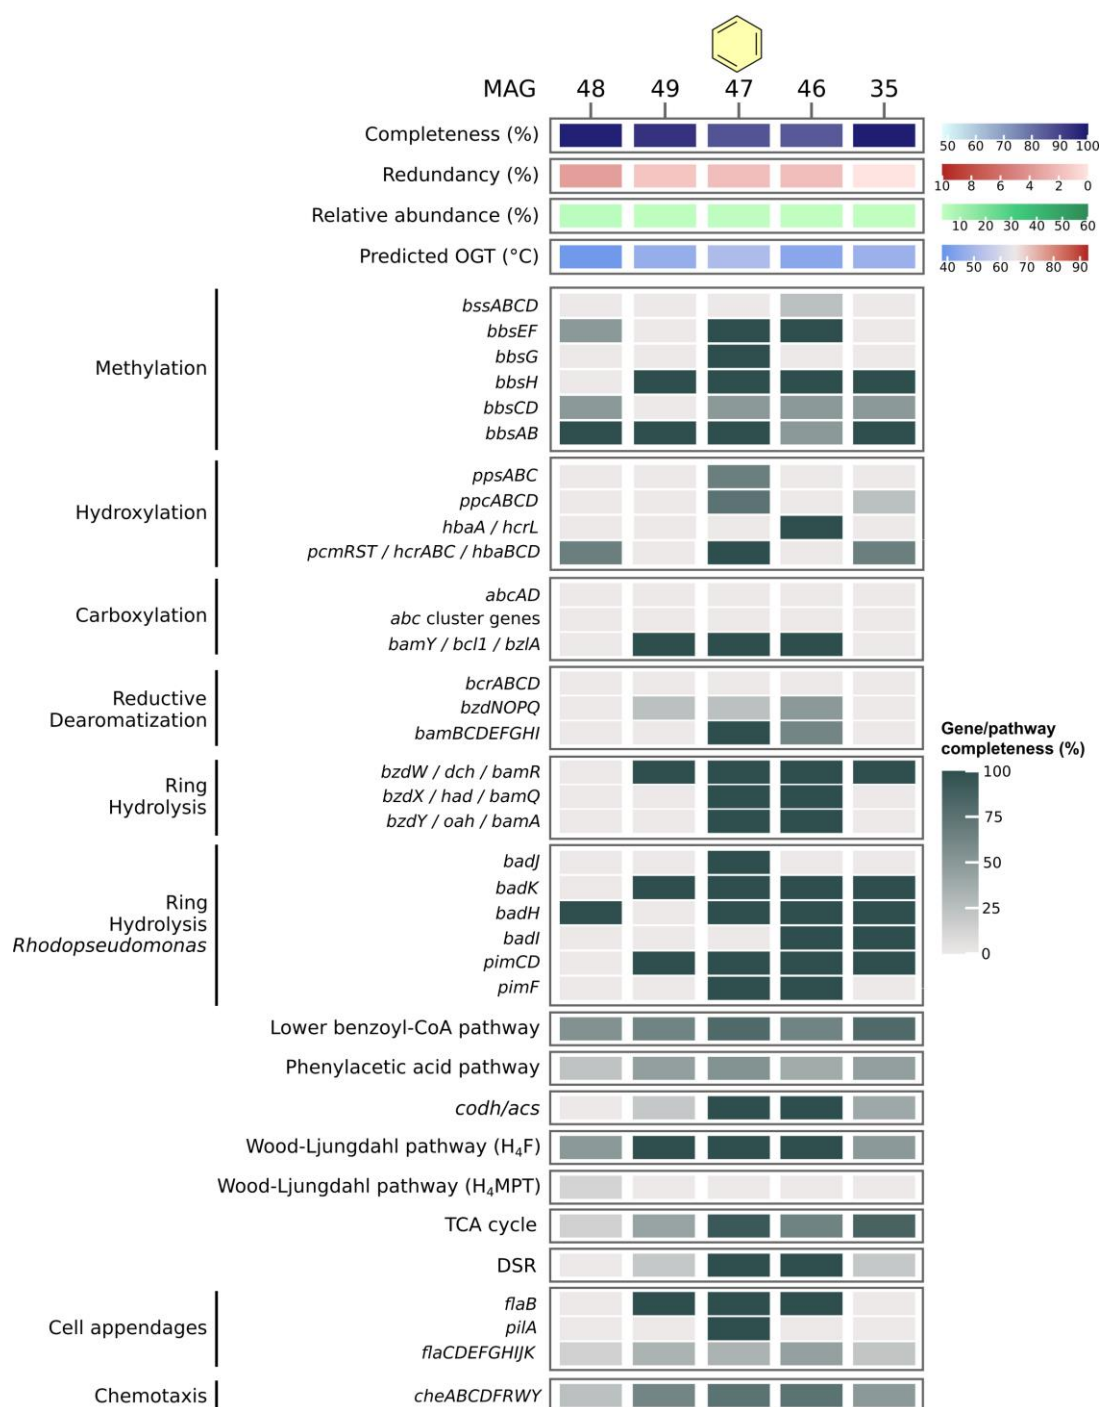 MAG 48 49 47 46 35
Completeness (%)
50 60 70 80 90 100
Redundancy (%)
10 8 6 4 2 0
Relative abundance (%)
10 20 30 40 50 60
Predicted OGT (°C)
40 50 60 70 80 90
Methylation
bssABCD
bbsEF
bbsG
bbsH
bbsCD
bbsAB
Hydroxylation
ppsABC
ppcABCD
hbaA / hcrL
pcmRST / hcrABC / hbaBCD
Carboxylation
abcAD
abc cluster genes
bamY / bcl1 / bzlA
Reductive
Dearomatization
bcrABCD
bzdNOPQ
bamBCDEFGHI
Ring
Hydrolysis
bzdW / dch / bamR
bzdX / had / bamQ
bzdY / oah / bamA
Gene/pathway
completeness (%)
100
75
50
25
0
Ring
Hydrolysis
Rhodopseudomonas
badJ
badK
badH
badI
pimCD
pimF
Lower benzoyl-CoA pathway
Phenylacetic acid pathway
codh/acs
Wood-Ljungdahl pathway (H₄F)
Wood-Ljungdahl pathway (H₄MPT)
TCA cycle
DSR
Cell appendages
flaB
pilA
flaCDEFGHIJK
Chemotaxis
cheABCDFRWY